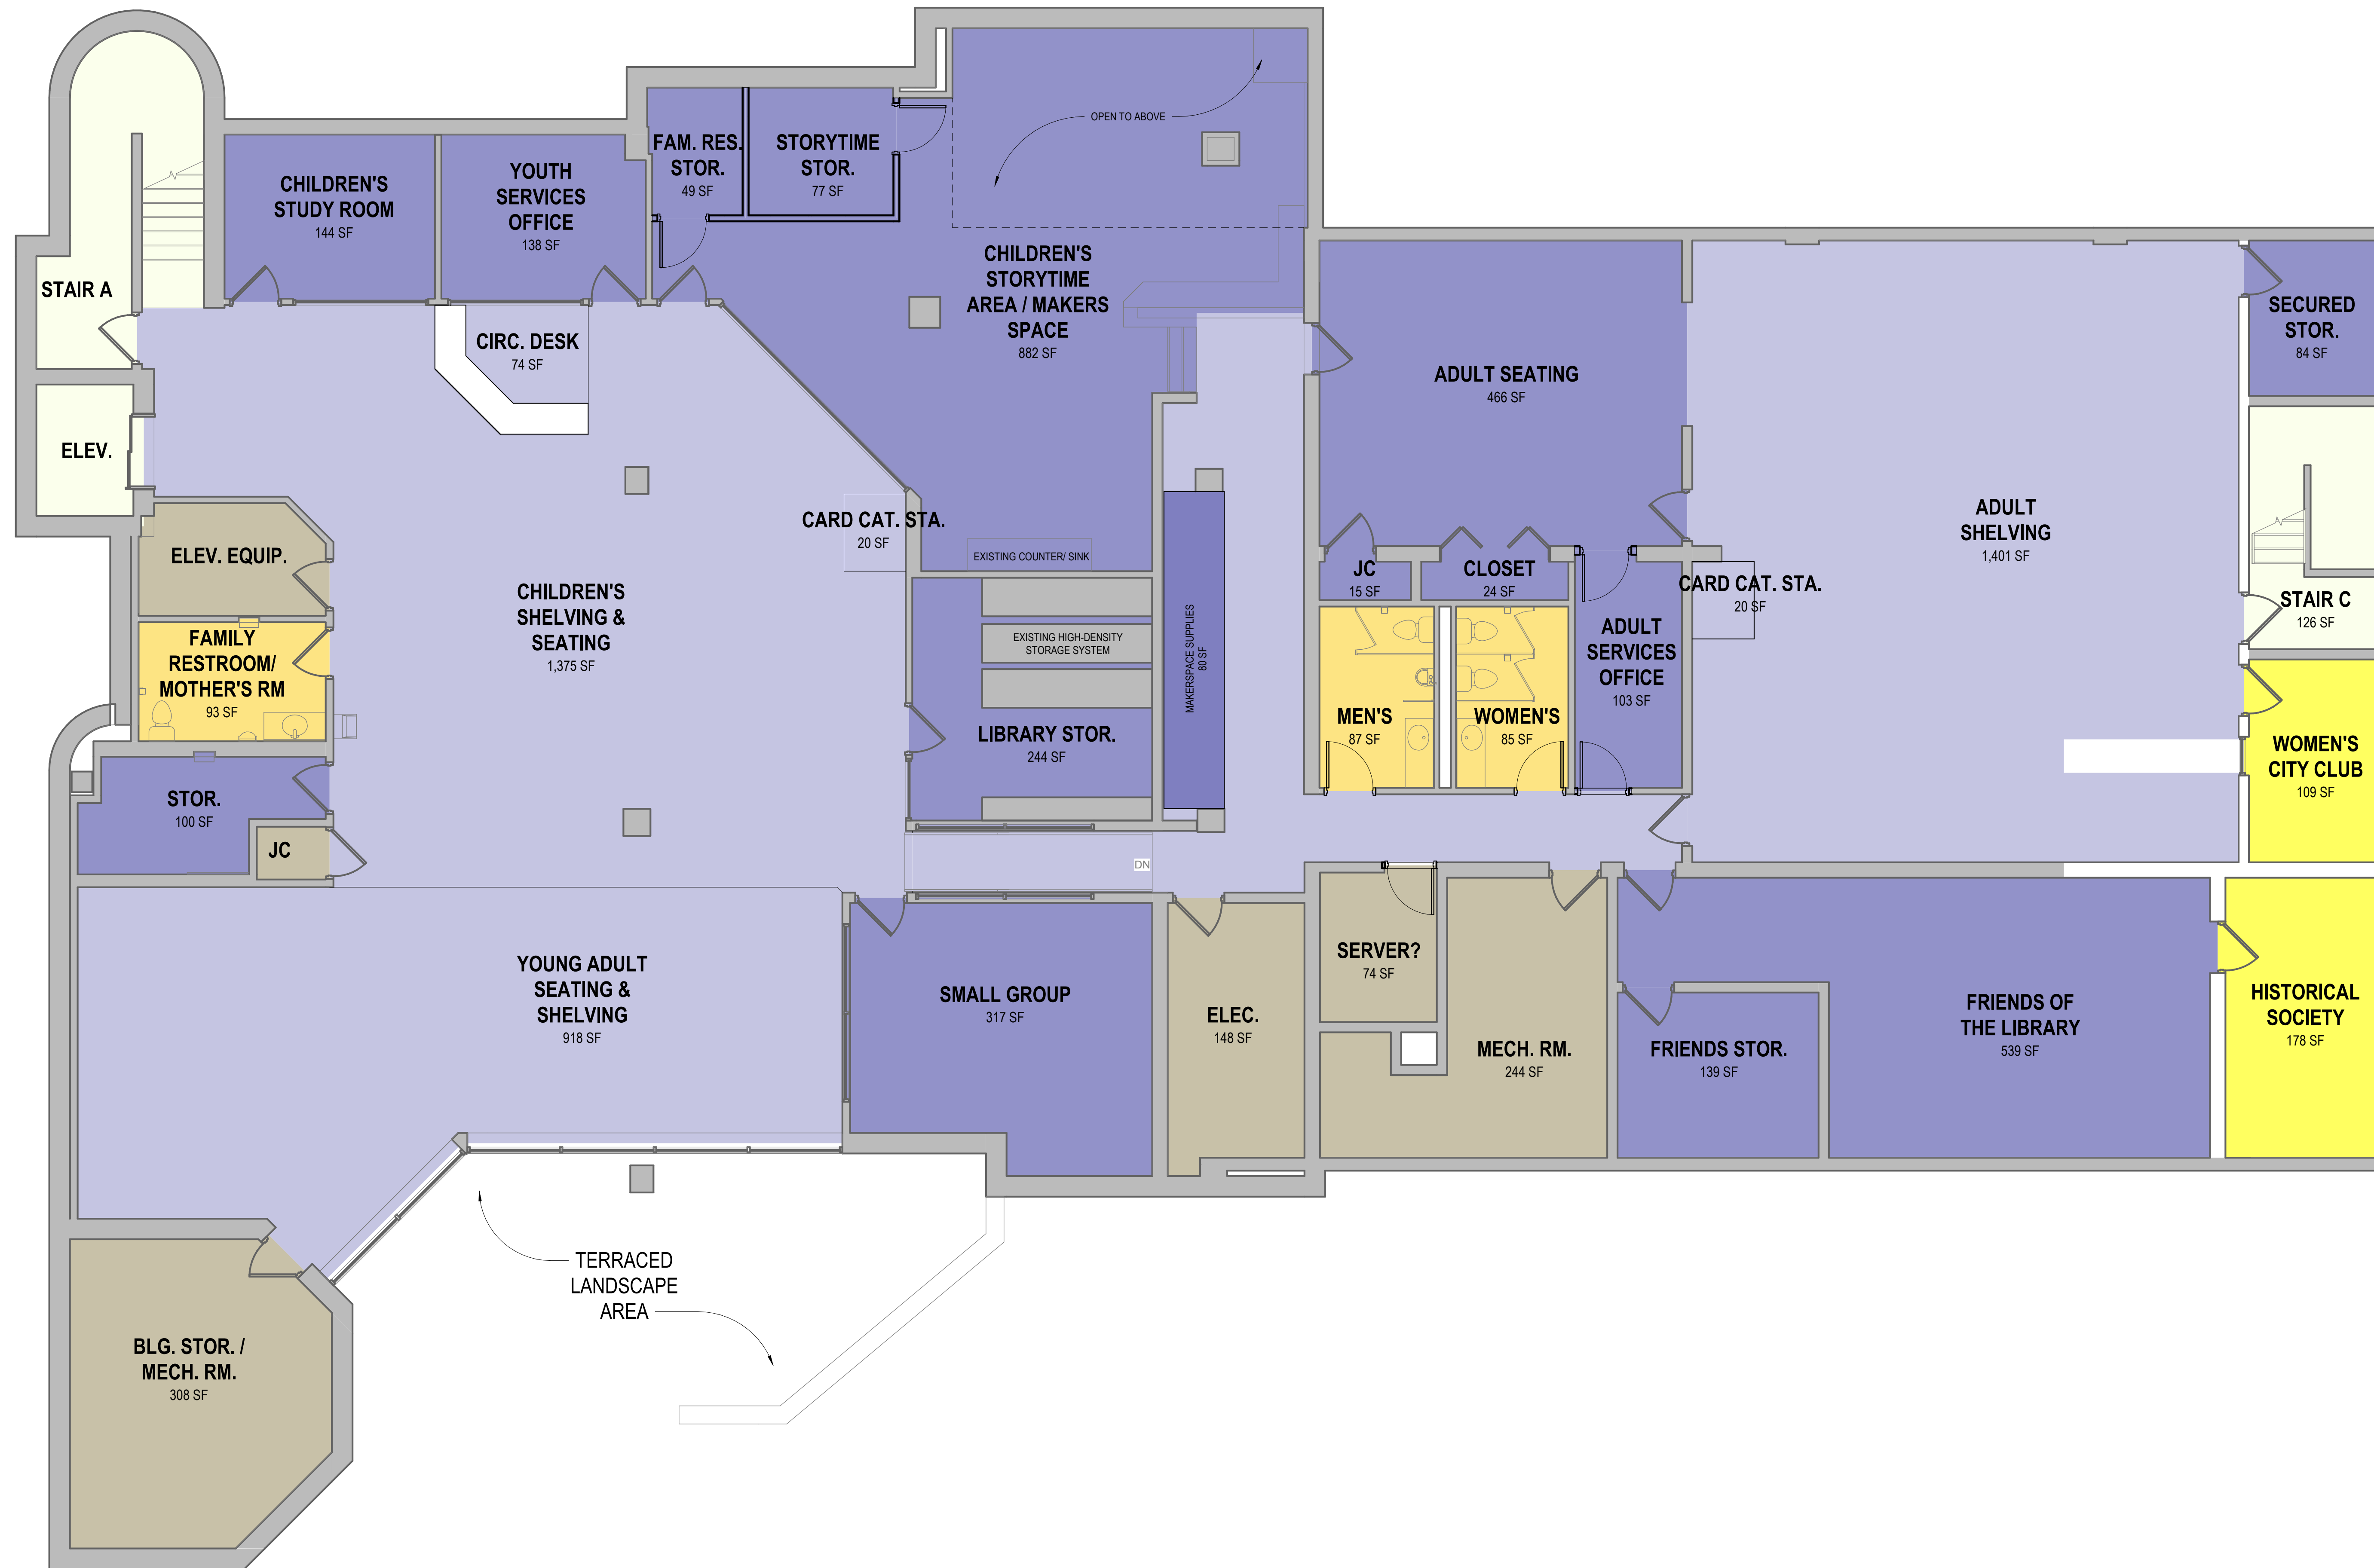 OPEN TO ABOVE
FAM. RES.
STOR.
49 SF
STORYTIME
STOR.
77 SF
CHILDREN'S
STUDY ROOM
144 SF
YOUTH
SERVICES
OFFICE
138 SF
STAIR A
CHILDREN'S
STORYTIME
AREA / MAKERS
SPACE
882 SF
SECURED
STOR.
84 SF
CIRC. DESK
74 SF
ADULT SEATING
466 SF
ELEV.
CARD CAT. STA.
20 SF
ADULT
SHELVING
1,401 SF
ELEV. EQUIP.
EXISTING COUNTER/ SINK
JC
15 SF
CLOSET
24 SF
CARD CAT. STA.
20 SF
CHILDREN'S
SHELVING &
SEATING
1,375 SF
STAIR C
126 SF
FAMILY
RESTROOM/
MOTHER'S RM
93 SF
EXISTING HIGH-DENSITY
STORAGE SYSTEM
MAKERSPACE SUPPLIES
80 SF
ADULT
SERVICES
OFFICE
103 SF
MEN'S
87 SF
WOMEN'S
85 SF
LIBRARY STOR.
244 SF
WOMEN'S
CITY CLUB
109 SF
STOR.
100 SF
JC
DN
SERVER?
74 SF
YOUNG ADULT
SEATING &
SHELVING
918 SF
SMALL GROUP
317 SF
ELEC.
148 SF
MECH. RM.
244 SF
FRIENDS STOR.
139 SF
FRIENDS OF
THE LIBRARY
539 SF
HISTORICAL
SOCIETY
178 SF
TERRACED
LANDSCAPE
AREA
BLG. STOR. /
MECH. RM.
308 SF